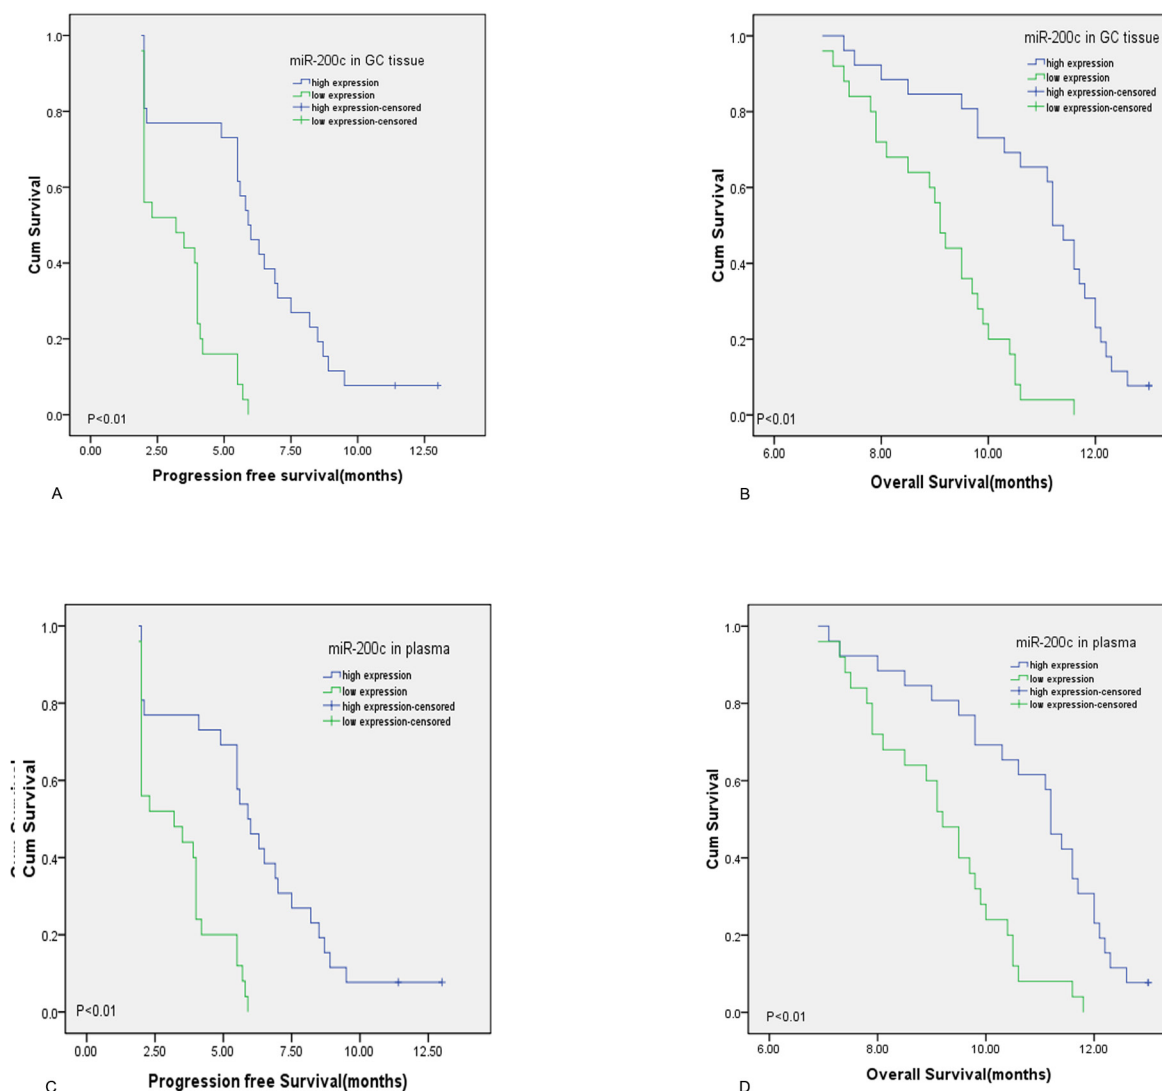 miR-200c in GC tissue
high expression
low expression
high expression-censored
low expression-censored
Cum Survival
1.0
0.8
0.6
0.4
0.2
0.0
P<0.01
0.00 2.50 5.00 7.50 10.00 12.50
Progression free survival(months)
A
miR-200c in GC tissue
high expression
low expression
high expression-censored
low expression-censored
Cum Survival
1.0
0.8
0.6
0.4
0.2
0.0
P<0.01
6.00 8.00 10.00 12.00
Overall Survival(months)
B
miR-200c in plasma
high expression
low expression
high expression-censored
low expression-censored
Cum Survival
1.0
0.8
0.6
0.4
0.2
0.0
P<0.01
0.00 2.50 5.00 7.50 10.00 12.50
Progression free Survival(months)
C
miR-200c in plasma
high expression
low expression
high expression-censored
low expression-censored
Cum Survival
1.0
0.8
0.6
0.4
0.2
0.0
P<0.01
6.00 8.00 10.00 12.00
Overall Survival(months)
D